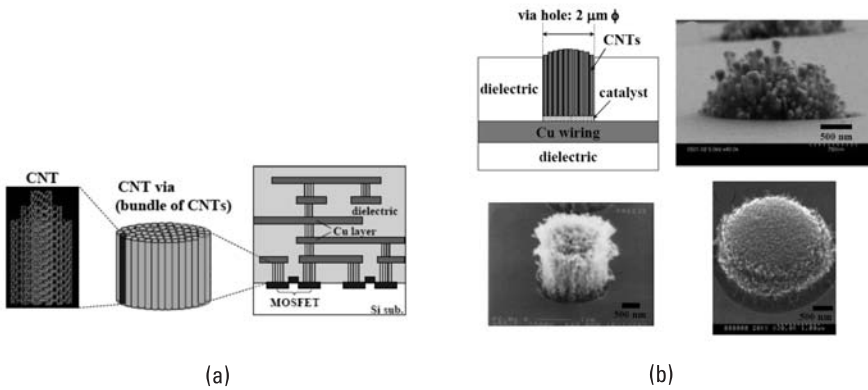 CNT
CNT via
(bundle of CNTs)
dielectric
Cu layer
MOSFET
Si sub.
(a)
via hole: 2 μm ϕ
CNTs
dielectric
catalyst
Cu wiring
dielectric
500 nm
500 nm
500 nm
(b)